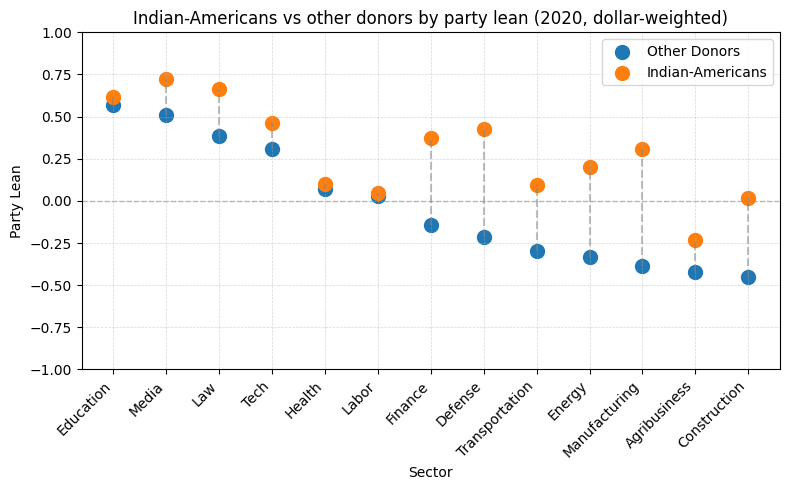 Indian-Americans vs other donors by party lean (2020, dollar-weighted)
Other Donors
Indian-Americans
Party Lean
1.00
0.75
0.50
0.25
0.00
−0.25
−0.50
−0.75
−1.00
Education
Media
Law
Tech
Health
Labor
Finance
Defense
Transportation
Energy
Manufacturing
Agribusiness
Construction
Sector